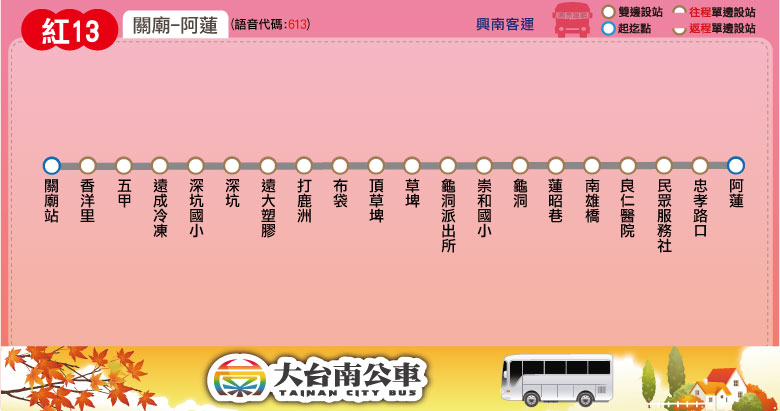 紅13
關廟-阿蓮
(語音代碼:613)
興南客運
雙邊設站
往程單邊設站
起迄點
返程單邊設站
關廟站
香洋里
五甲
遠成冷凍
深坑國小
深坑
遠大塑膠
打鹿洲
布袋
頂草埤
草埤
龜洞派出所
崇和國小
龜洞
蓮昭巷
南雄橋
良仁醫院
民眾服務社
忠孝路口
阿蓮
大台南公車
TAINAN CITY BUS